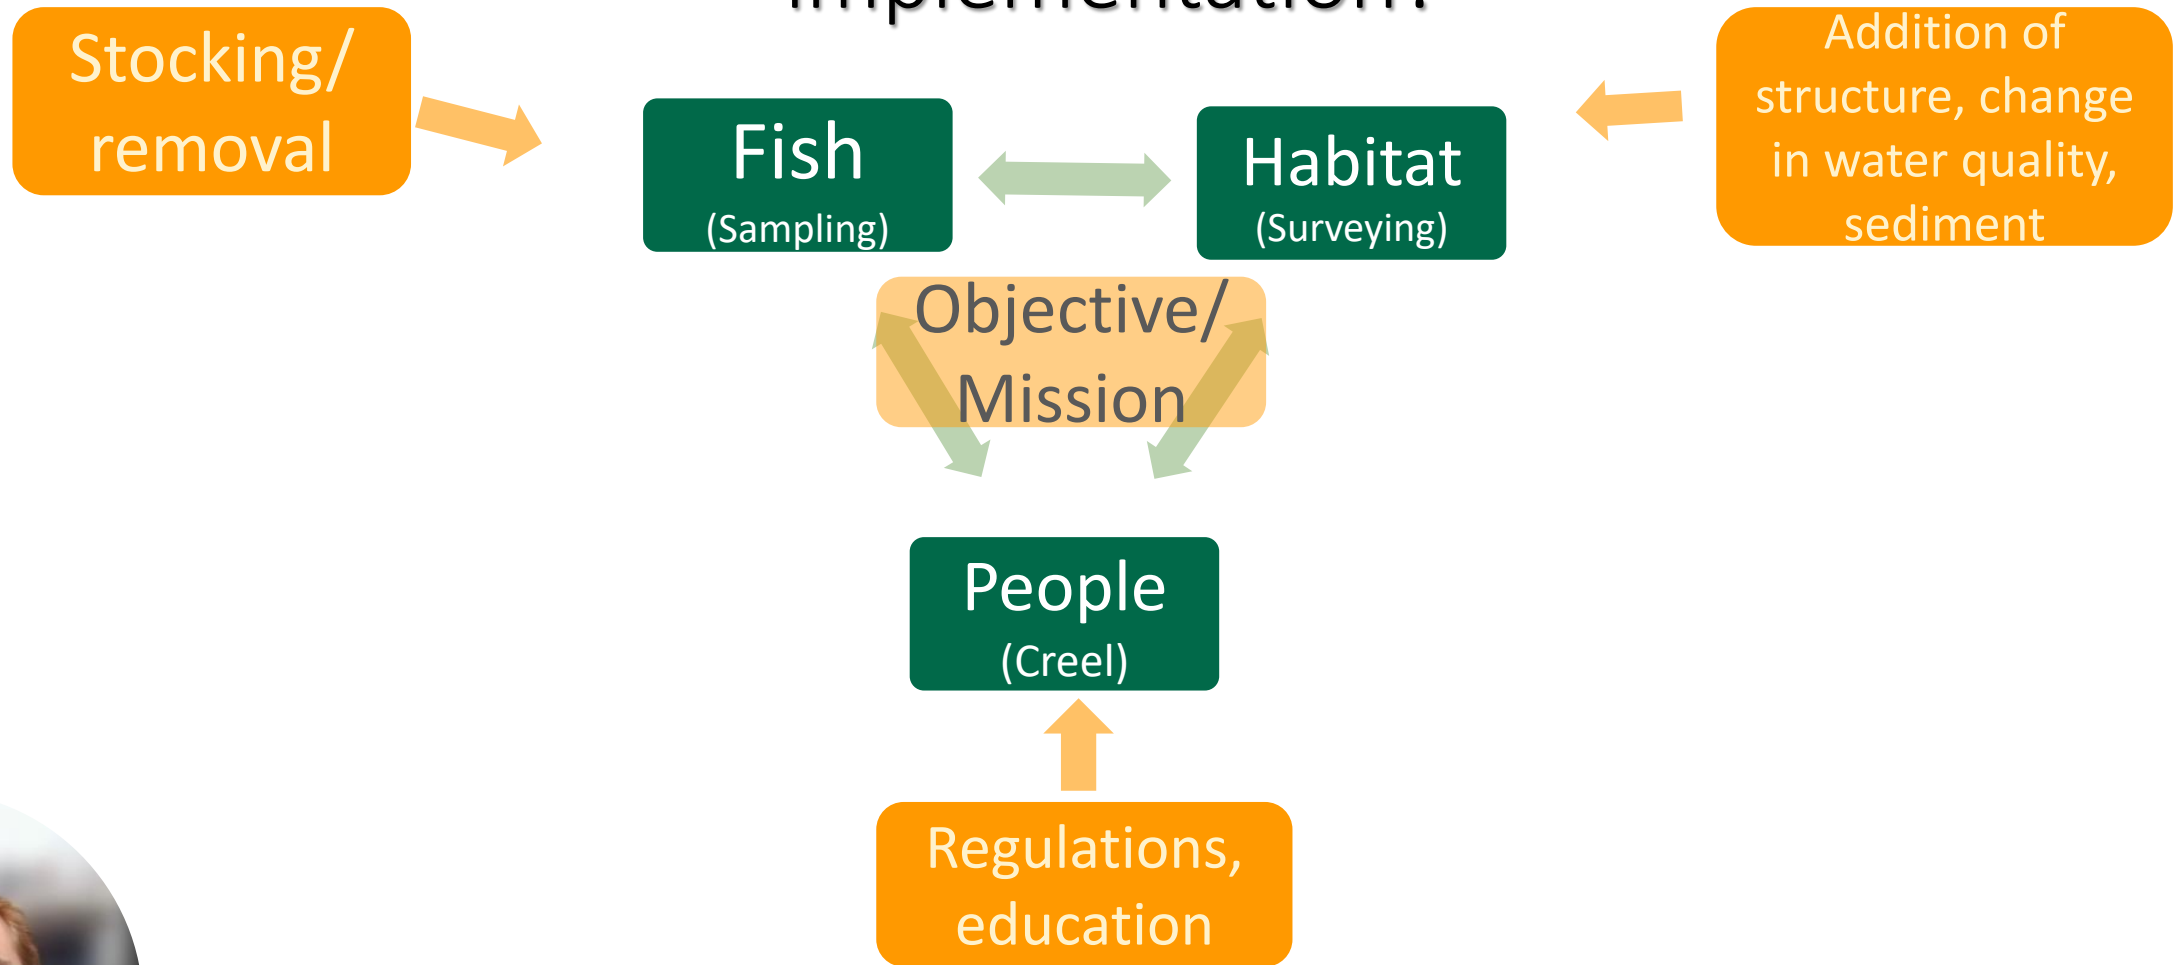 implementation?
Stocking/
removal
Fish
(Sampling)
Habitat
(Surveying)
Addition of
structure, change
in water quality,
sediment
Objective/
Mission
People
(Creel)
Regulations,
education